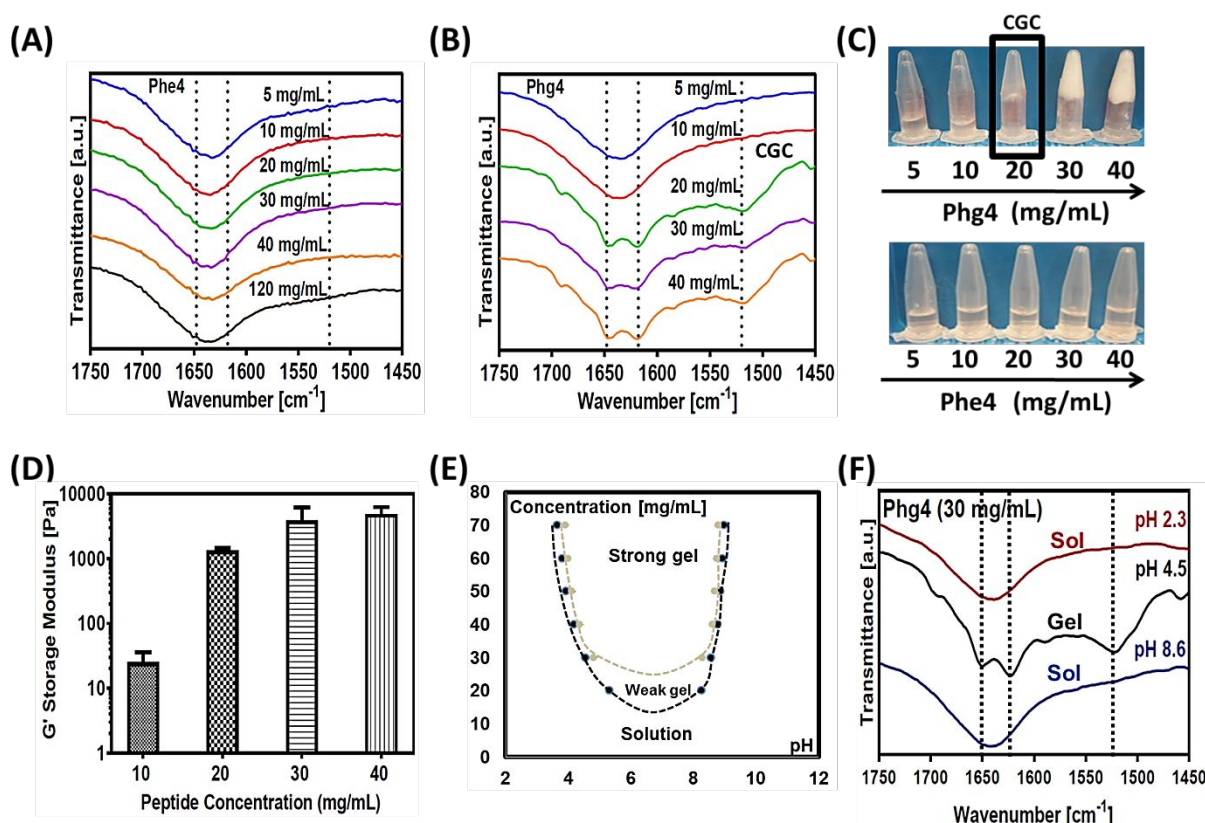 (A)
Phe4
5 mg/mL
10 mg/mL
20 mg/mL
30 mg/mL
40 mg/mL
120 mg/mL
Transmittance [a.u.]
1750 1700 1650 1600 1550 1500 1450
Wavenumber [cm⁻¹]
(B)
Phg4
5 mg/mL
10 mg/mL
CGC
20 mg/mL
30 mg/mL
40 mg/mL
Transmittance [a.u.]
1750 1700 1650 1600 1550 1500 1450
Wavenumber [cm⁻¹]
(C)
CGC
5 10 20 30 40
Phg4 (mg/mL)
5 10 20 30 40
Phe4 (mg/mL)
(D)
G' Storage Modulus [Pa]
10000
1000
100
10
1
10 20 30 40
Peptide Concentration (mg/mL)
(E)
80
70
60
50
40
30
20
10
0
Concentration [mg/mL]
Strong gel
Weak gel
Solution
pH
2 4 6 8 10 12
(F)
Phg4 (30 mg/mL)
pH 2.3
Sol
pH 4.5
Gel
pH 8.6
Sol
Transmittance [a.u.]
1750 1700 1650 1600 1550 1500 1450
Wavenumber [cm⁻¹]